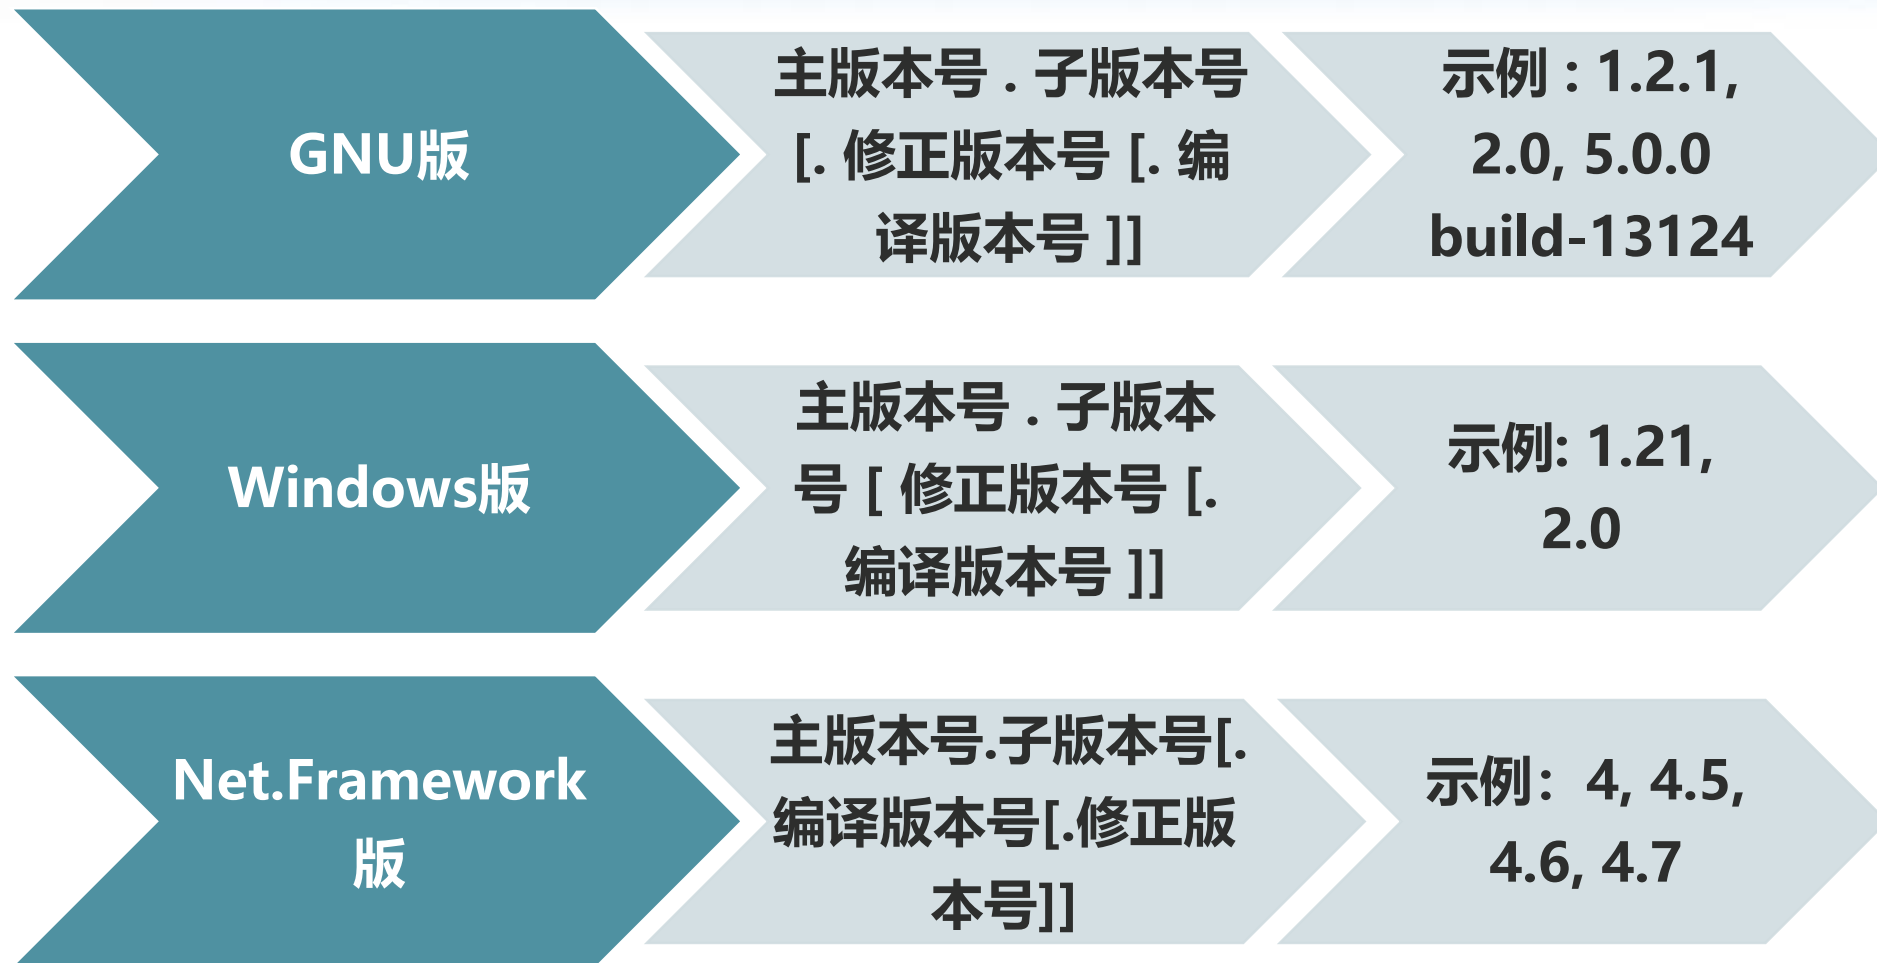 GNU版
主版本号 . 子版本号
[. 修正版本号 [. 编
译版本号 ]]
示例 : 1.2.1,
2.0, 5.0.0
build-13124
Windows版
主版本号 . 子版本
号 [ 修正版本号 [.
编译版本号 ]]
示例: 1.21,
2.0
Net.Framework
版
主版本号.子版本号[.
编译版本号[.修正版
本号]]
示例：4, 4.5,
4.6, 4.7